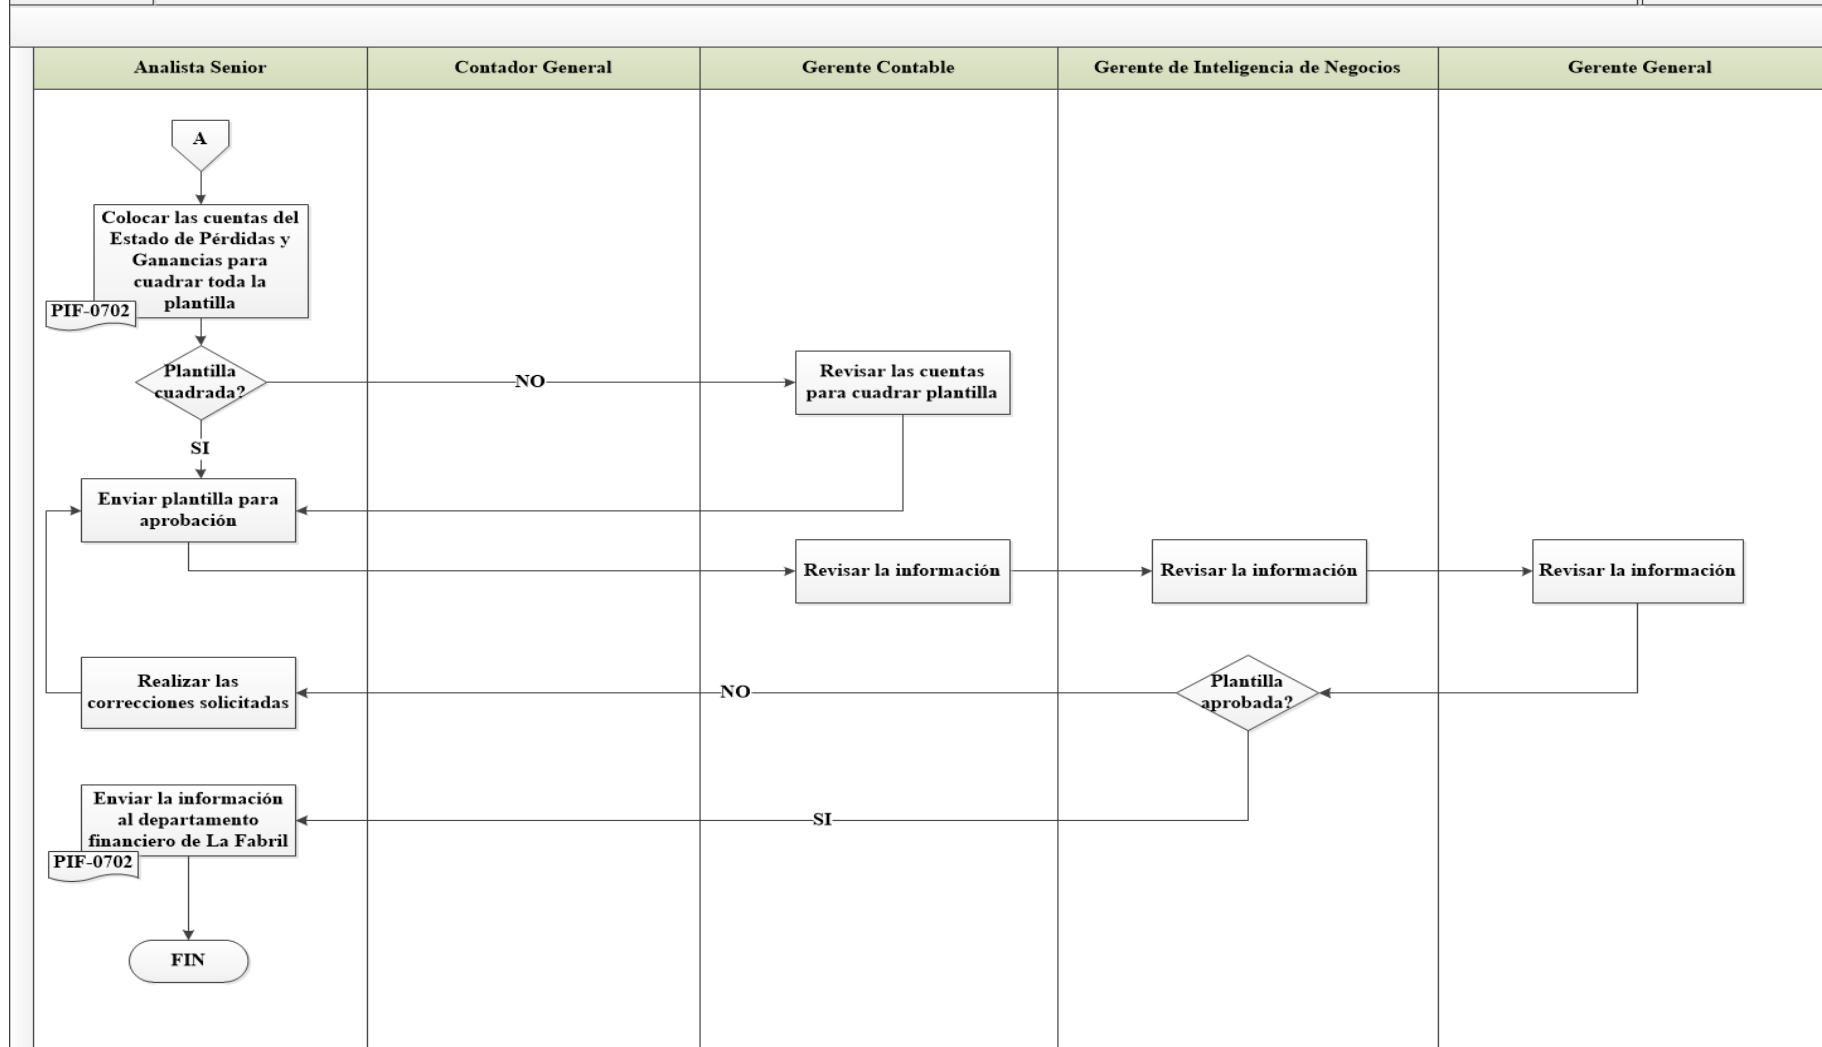 Analista Senior
Contador General
Gerente Contable
Gerente de Inteligencia de Negocios
Gerente General
A
Colocar las cuentas del
Estado de Pérdidas y
Ganancias para
cuadrar toda la
plantilla
PIF-0702
Plantilla
cuadrada?
NO
Revisar las cuentas
para cuadrar plantilla
SI
Enviar plantilla para
aprobación
Revisar la información
Revisar la información
Revisar la información
Realizar las
correcciones solicitadas
NO
Plantilla
aprobada?
Enviar la información
al departamento
financiero de La Fabril
SI
PIF-0702
FIN